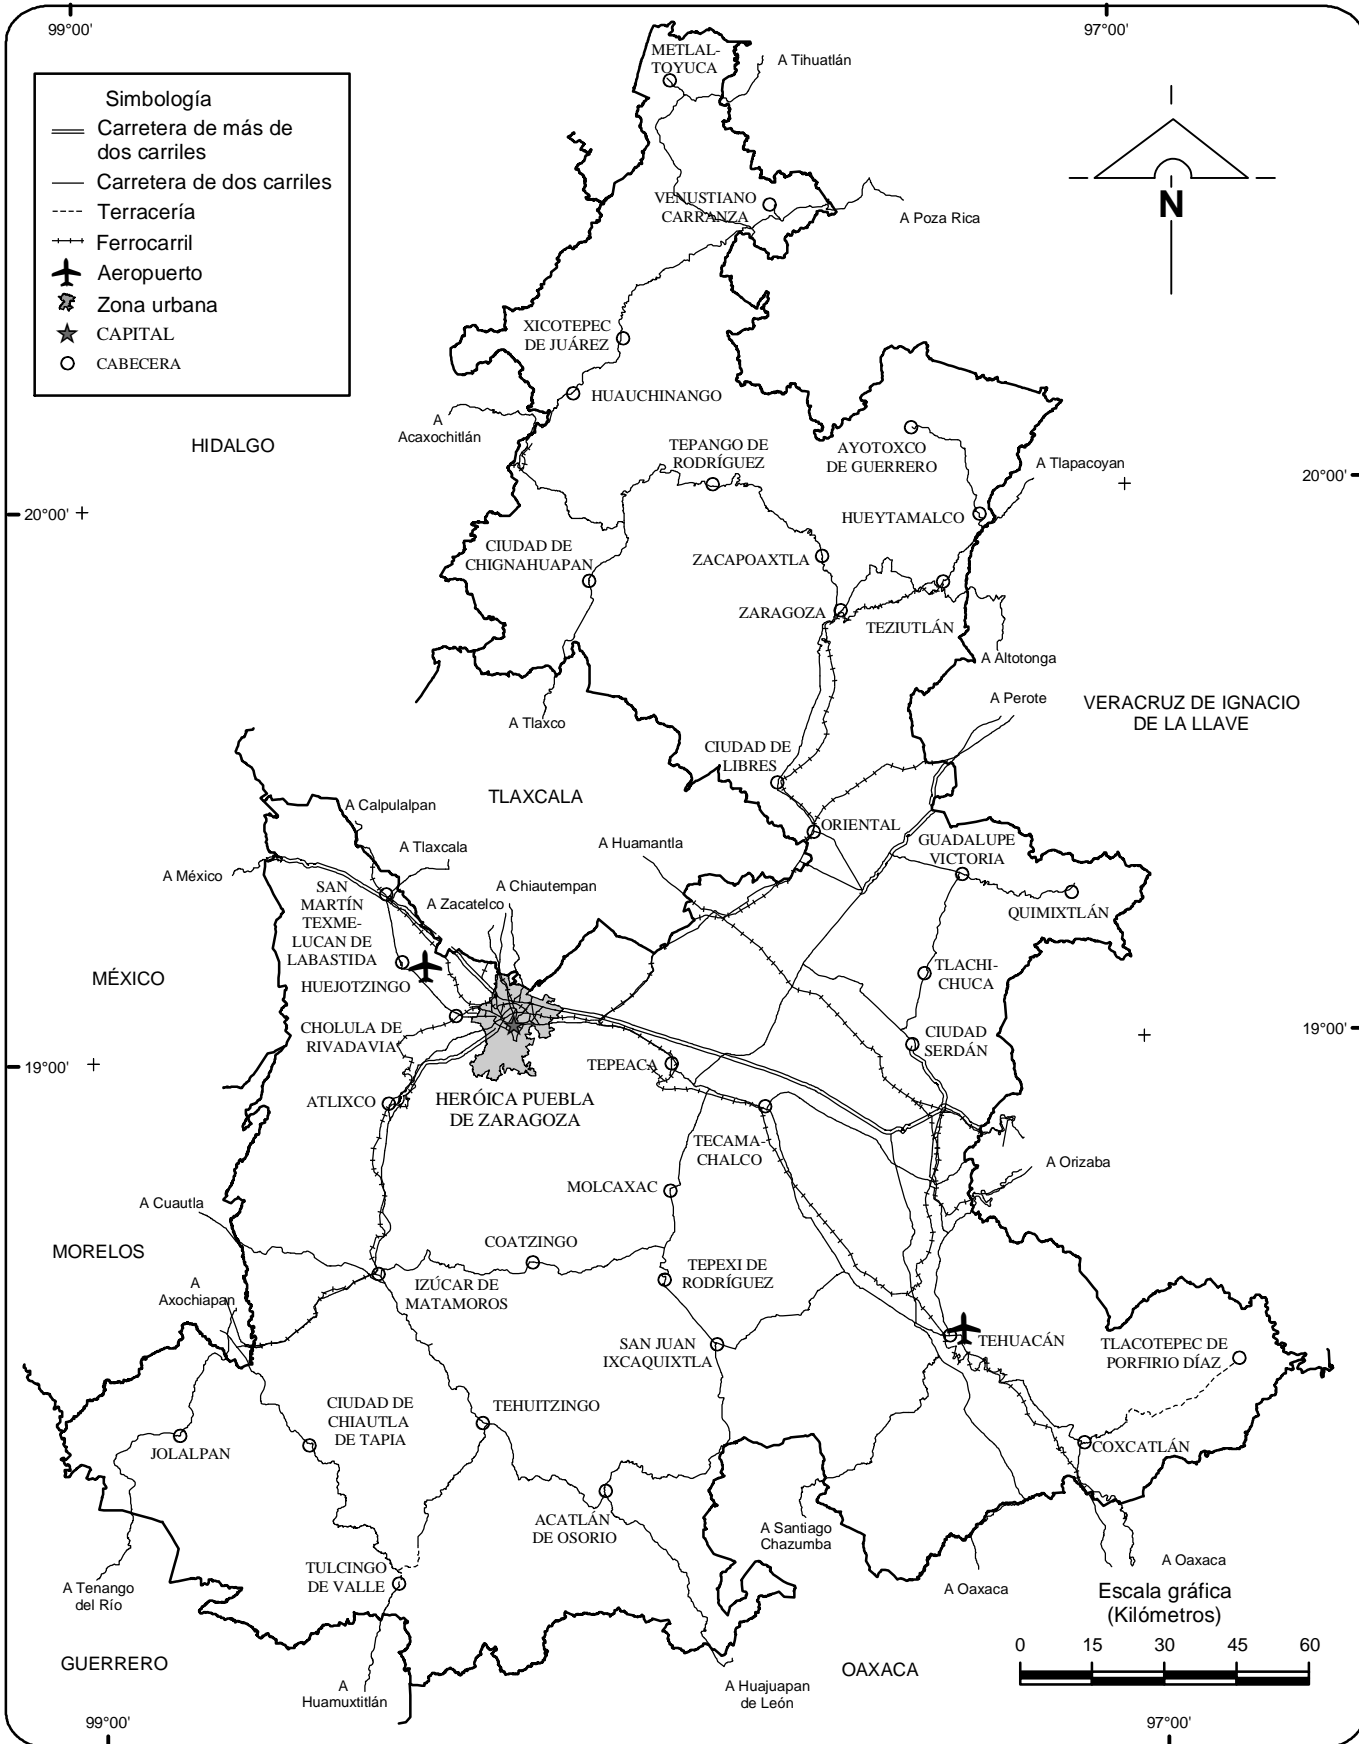 99°00'
97°00'
METLAL-
TOYUCA
A Tihuatlán
Simbología
Carretera de más de
dos carriles
Carretera de dos carriles
Terracería
Ferrocarril
Aeropuerto
Zona urbana
CAPITAL
CABECERA
N
VENUSTIANO
CARRANZA
A Poza Rica
XICOTEPEC
DE JUÁREZ
HUAUCHINANGO
A
Acaxochitlán
HIDALGO
TEPANGO DE
RODRÍGUEZ
AYOTOXCO
DE GUERRERO
A Tlapacoyan
20°00'
20°00'
HUEYTAMALCO
CIUDAD DE
CHIGNAHUAPAN
ZACAPOAXTLA
ZARAGOZA
TEZIUTLÁN
A Altotonga
A Perote
VERACRUZ DE IGNACIO
DE LA LLAVE
A Tlaxco
CIUDAD DE
LIBRES
TLAXCALA
A Calpulalpan
ORIENTAL
A Huamantla
GUADALUPE
VICTORIA
A Tlaxcala
A México
SAN
MARTÍN
TEXME-
LUCAN DE
LABASTIDA
A Chiautempan
A Zacatelco
QUIMIXTLÁN
MÉXICO
HUEJOTZINGO
TLACHI-
CHUCA
CHOLULA DE
RIVADAVIA
CIUDAD
SERDÁN
19°00'
19°00'
TEPEACA
ATLIXCO
HERÓICA PUEBLA
DE ZARAGOZA
TECAMA-
CHALCO
A Orizaba
MOLCAXAC
A Cuautla
MORELOS
COATZINGO
TEPEXI DE
RODRÍGUEZ
A
Axochiapan
IZÚCAR DE
MATAMOROS
SAN JUAN
IXCAQUIXTLA
TEHUACÁN
TLACOTEPEC DE
PORFIRIO DÍAZ
CIUDAD DE
CHIAUTLA
DE TAPIA
TEHUITZINGO
JOLALPAN
COXCATLÁN
ACATLÁN
DE OSORIO
A Santiago
Chazumba
TULCINGO
DE VALLE
A Tenango
del Río
A Oaxaca
A Oaxaca
Escala gráfica
(Kilómetros)
0 15 30 45 60
GUERRERO
OAXACA
A
Huamuxtitlán
A Huajuapan
de León
99°00'
97°00'